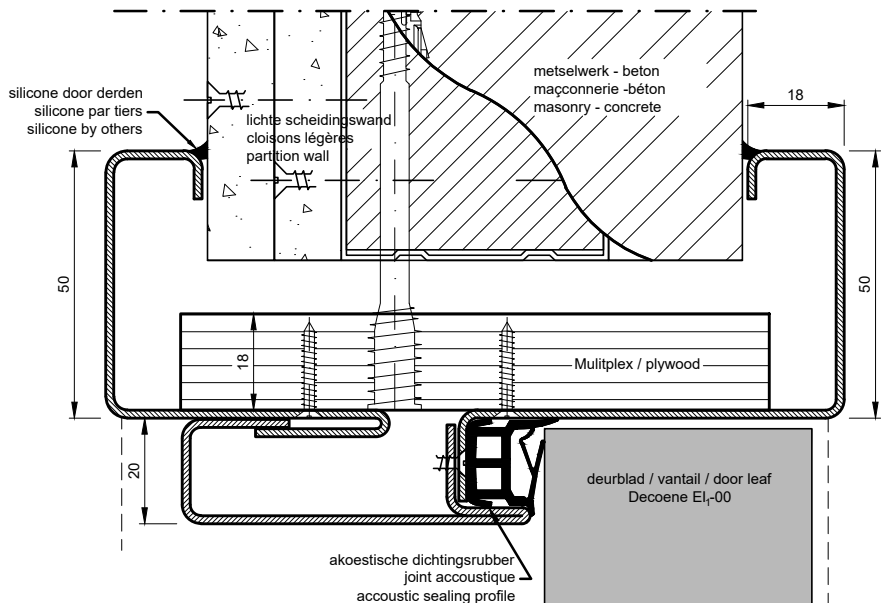 silicone door derden
silicone par tiers
silicone by others
lichte scheidingswand
cloisons légères
partition wall
metselwerk - beton
maçconnerie -béton
masonry - concrete
18
50
50
18
Mulitplex / plywood
20
deurblad / vantail / door leaf
Decoene EI₁-00
akoestische dichtingsrubber
joint accoustique
accoustic sealing profile